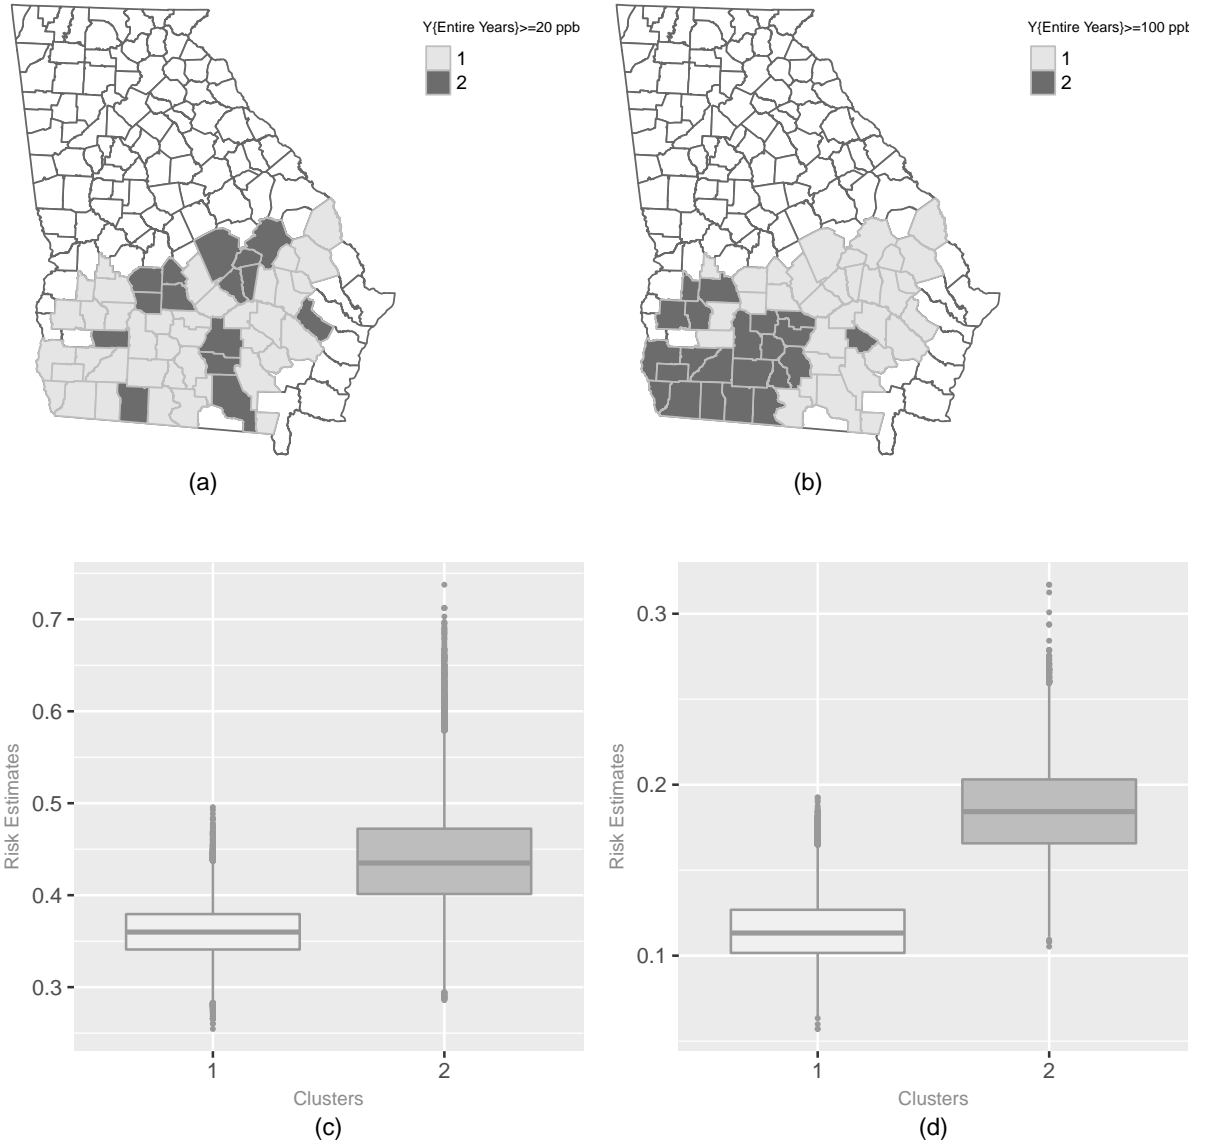 Y{Entire Years}>=20 ppb
1
2
Y{Entire Years}>=100 ppb
1
2
(a)
(b)
0.7
0.6
0.5
0.4
0.3
Risk Estimates
1
2
Clusters
(c)
0.3
0.2
0.1
Risk Estimates
1
2
Clusters
(d)